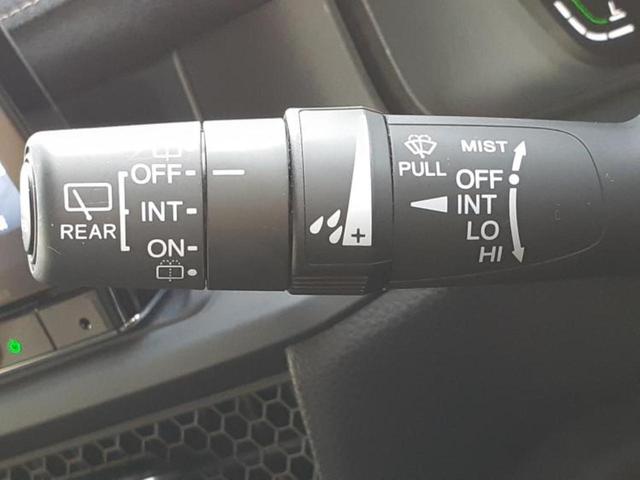 OFF
INT
REAR
ON
+
PULL
MIST
OFF
INT
LO
HI